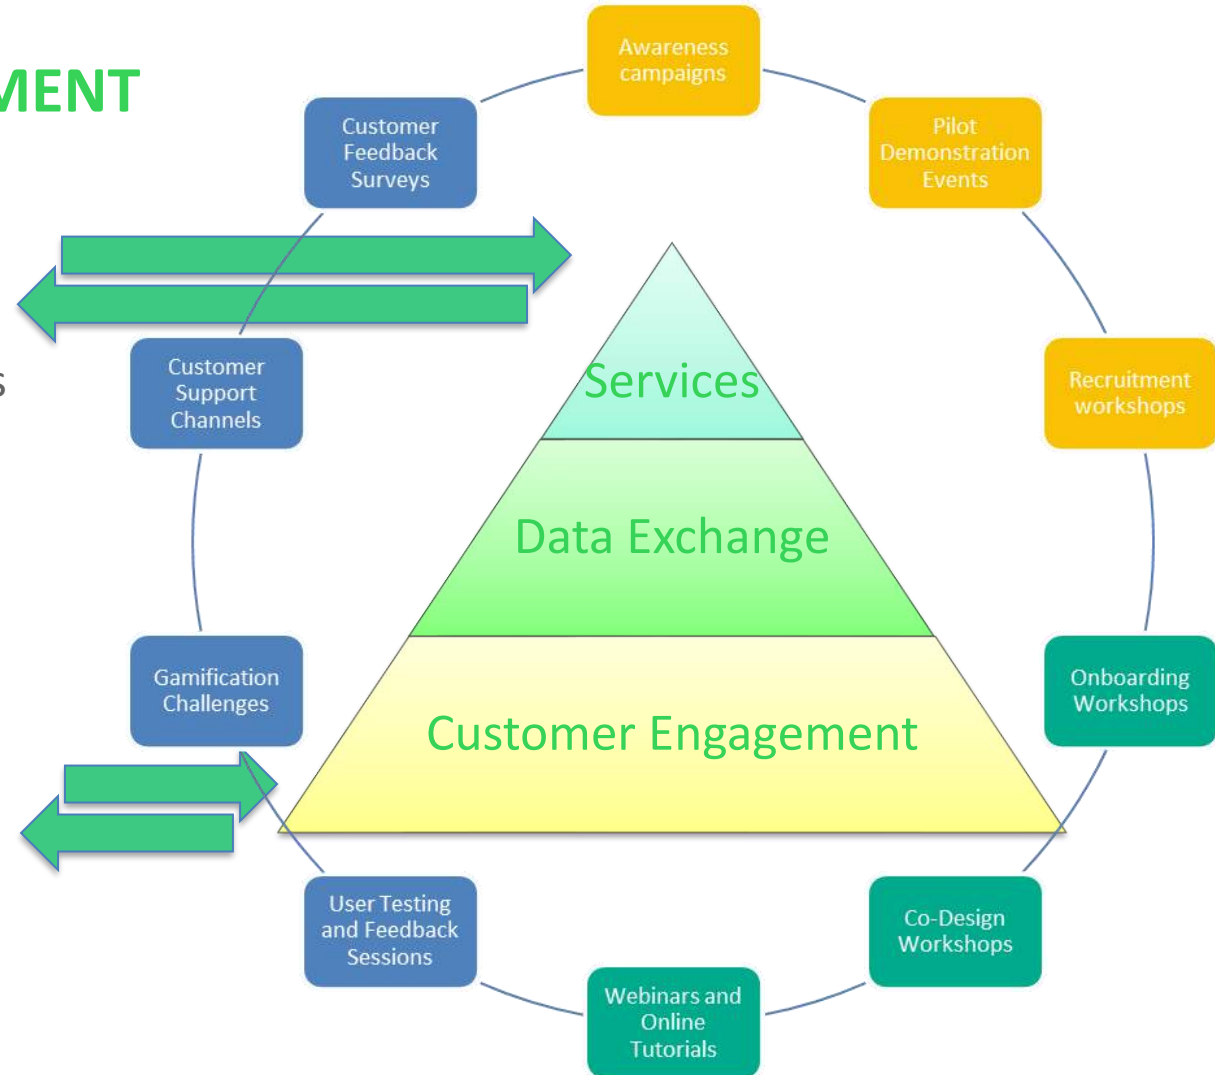 MENT
s
Awareness
campaigns
Pilot
Demonstration
Events
Recruitment
workshops
Onboarding
Workshops
Co-Design
Workshops
Webinars and
Online
Tutorials
User Testing
and Feedback
Sessions
Gamification
Challenges
Customer
Support
Channels
Customer
Feedback
Surveys
Services
Data Exchange
Customer Engagement